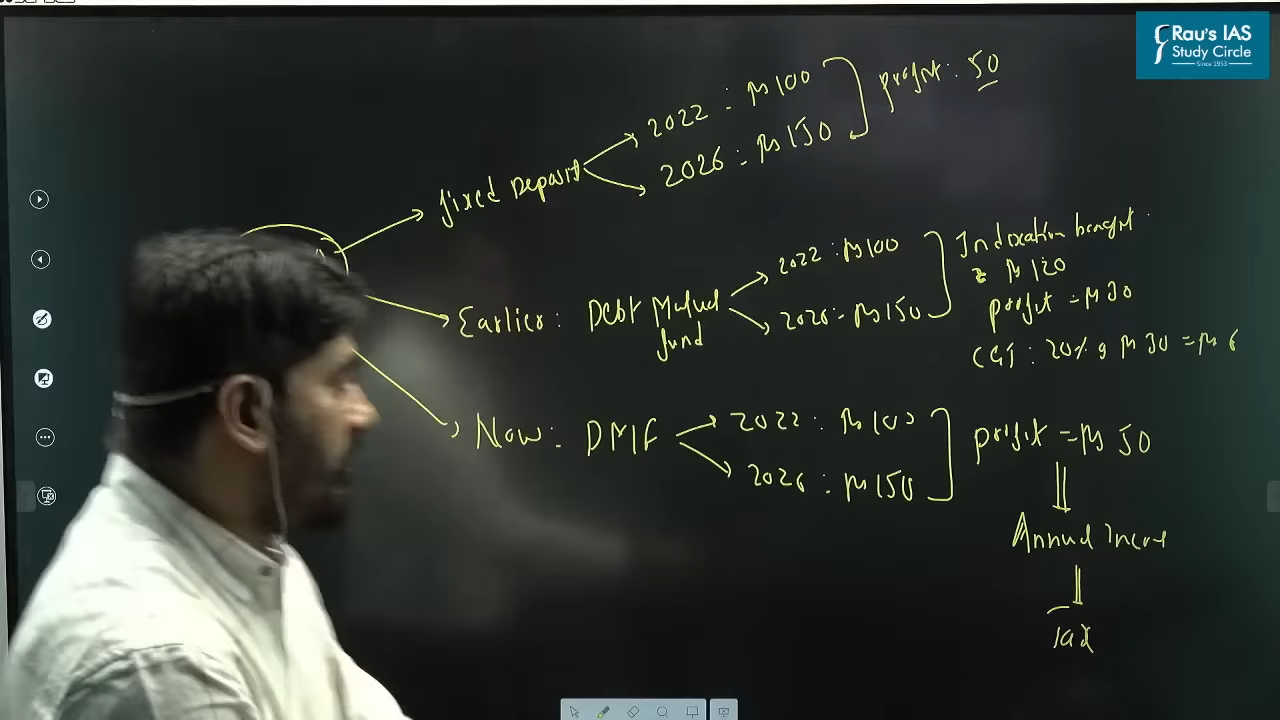 Rau's IAS
Study Circle
Since 1953
Fixed Deposit
2022 : Rs 100
2026 : Rs 150
profit : 50
Earlier : Debt Mutual
fund
2022 : Rs 100
2026 : Rs 150
Indexation benefit
Rs 120
profit = Rs 30
CGT : 20% of Rs 30 = Rs 6
Now : DMF
2022 : Rs 100
2026 : Rs 150
profit = Rs 50
Annual Income
Tax